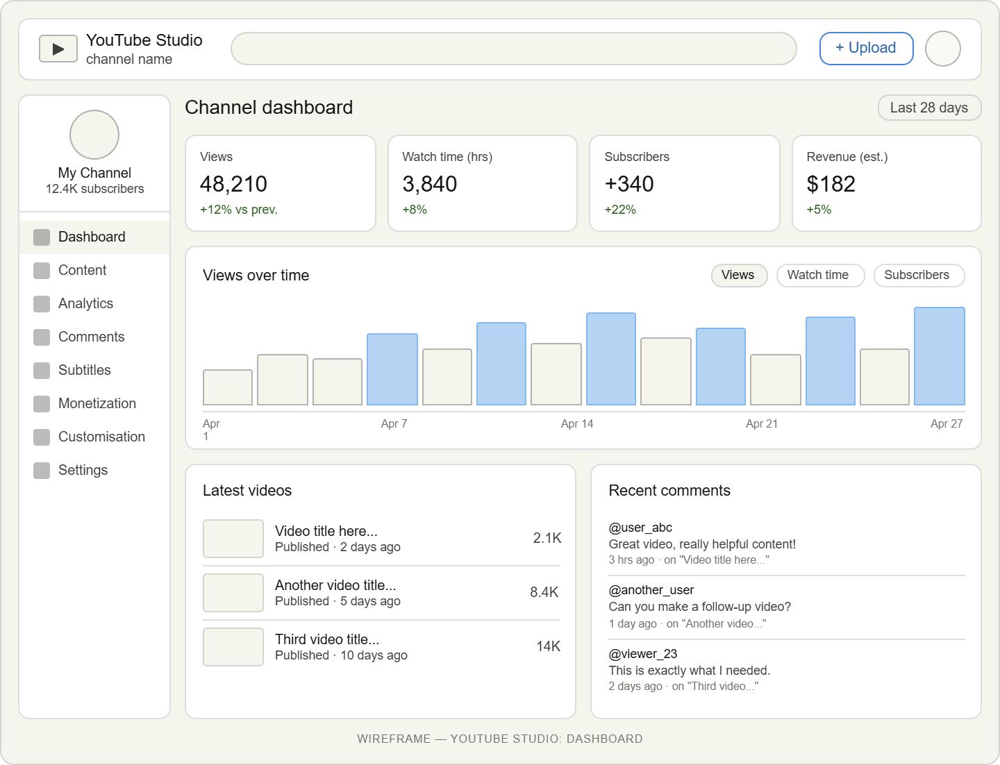 YouTube Studio
channel name
+ Upload
My Channel
12.4K subscribers
Dashboard
Content
Analytics
Comments
Subtitles
Monetization
Customisation
Settings
Channel dashboard
Last 28 days
Views
48,210
+12% vs prev.
Watch time (hrs)
3,840
+8%
Subscribers
+340
+22%
Revenue (est.)
$182
+5%
Views over time
Views
Watch time
Subscribers
Apr
1
Apr 7
Apr 14
Apr 21
Apr 27
Latest videos
Video title here...
Published · 2 days ago
2.1K
Another video title...
Published · 5 days ago
8.4K
Third video title...
Published · 10 days ago
14K
Recent comments
@user_abc
Great video, really helpful content!
3 hrs ago · on "Video title here..."
@another_user
Can you make a follow-up video?
1 day ago · on "Another video..."
@viewer_23
This is exactly what I needed.
2 days ago · on "Third video..."
WIREFRAME — YOUTUBE STUDIO: DASHBOARD